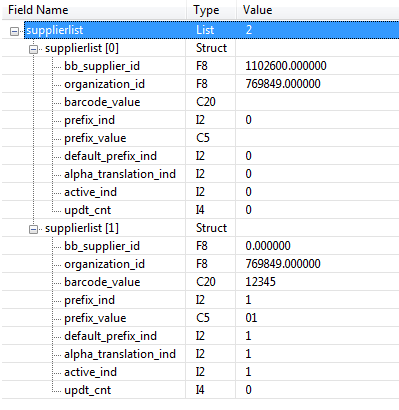 Field Name Type Value
supplierlist List 2
supplierlist [0] Struct
bb_supplier_id F8 1102600.000000
organization_id F8 769849.000000
barcode_value C20
prefix_ind I2 0
prefix_value C5
default_prefix_ind I2 0
alpha_translation_ind I2 0
active_ind I2 0
updt_cnt I4 0
supplierlist [1] Struct
bb_supplier_id F8 0.000000
organization_id F8 769849.000000
barcode_value C20 12345
prefix_ind I2 1
prefix_value C5 01
default_prefix_ind I2 1
alpha_translation_ind I2 1
active_ind I2 1
updt_cnt I4 0